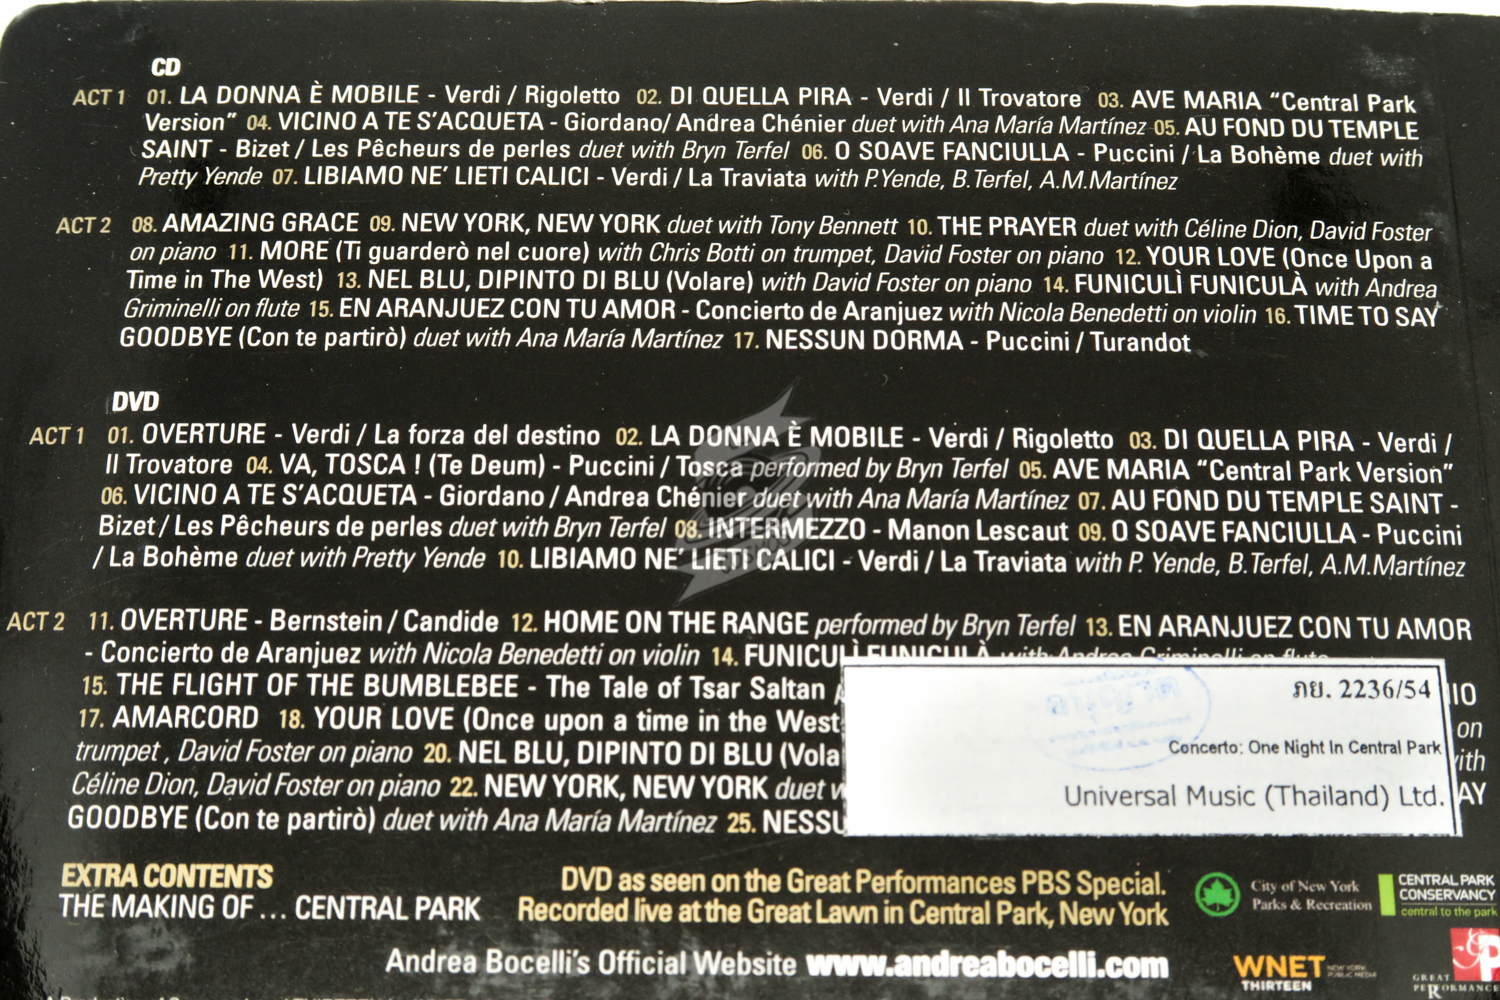 CD
ACT 1 01. LA DONNA È MOBILE - Verdi / Rigoletto 02. DI QUELLA PIRA - Verdi / Il Trovatore 03. AVE MARIA “Central Park
Version” 04. VICINO A TE S’ACQUETA - Giordano/ Andrea Chénier duet with Ana María Martínez 05. AU FOND DU TEMPLE
SAINT - Bizet / Les Pêcheurs de perles duet with Bryn Terfel 06. O SOAVE FANCIULLA - Puccini / La Bohème duet with
Pretty Yende 07. LIBIAMO NE’ LIETI CALICI - Verdi / La Traviata with P.Yende, B.Terfel, A.M.Martínez
ACT 2 08. AMAZING GRACE 09. NEW YORK, NEW YORK duet with Tony Bennett 10. THE PRAYER duet with Céline Dion, David Foster
on piano 11. MORE (Ti guarderò nel cuore) with Chris Botti on trumpet, David Foster on piano 12. YOUR LOVE (Once Upon a
Time in The West) 13. NEL BLU, DIPINTO DI BLU (Volare) with David Foster on piano 14. FUNICULÌ FUNICULÀ with Andrea
Griminelli on flute 15. EN ARANJUEZ CON TU AMOR - Concierto de Aranjuez with Nicola Benedetti on violin 16. TIME TO SAY
GOODBYE (Con te partirò) duet with Ana María Martínez 17. NESSUN DORMA - Puccini / Turandot
DVD
ACT 1 01. OVERTURE - Verdi / La forza del destino 02. LA DONNA È MOBILE - Verdi / Rigoletto 03. DI QUELLA PIRA - Verdi /
Il Trovatore 04. VA, TOSCA ! (Te Deum) - Puccini / Tosca performed by Bryn Terfel 05. AVE MARIA “Central Park Version”
06. VICINO A TE S’ACQUETA - Giordano / Andrea Chénier duet with Ana María Martínez 07. AU FOND DU TEMPLE SAINT -
Bizet / Les Pêcheurs de perles duet with Bryn Terfel 08. INTERMEZZO - Manon Lescaut 09. O SOAVE FANCIULLA - Puccini
/ La Bohème duet with Pretty Yende 10. LIBIAMO NE’ LIETI CALICI - Verdi / La Traviata with P. Yende, B.Terfel, A.M.Martínez
ACT 2 11. OVERTURE - Bernstein / Candide 12. HOME ON THE RANGE performed by Bryn Terfel 13. EN ARANJUEZ CON TU AMOR
- Concierto de Aranjuez with Nicola Benedetti on violin 14. FUNICULÌ FUNICULÀ with Andrea Griminelli on flute
15. THE FLIGHT OF THE BUMBLEBEE - The Tale of Tsar Saltan / IO
17. AMARCORD 18. YOUR LOVE (Once upon a time in the West on
trumpet , David Foster on piano 20. NEL BLU, DIPINTO DI BLU (Vola ith
Céline Dion, David Foster on piano 22. NEW YORK, NEW YORK duet w AY
GOODBYE (Con te partirò) duet with Ana María Martínez 25. NESSU
ภย. 2236/54
Concerto: One Night In Central Park
Universal Music (Thailand) Ltd.
EXTRA CONTENTS
THE MAKING OF ... CENTRAL PARK
DVD as seen on the Great Performances PBS Special.
Recorded live at the Great Lawn in Central Park, New York
City of New York
Parks & Recreation
CENTRAL PARK
CONSERVANCY
central to the park
Andrea Bocelli’s Official Website www.andreabocelli.com
WNET
THIRTEEN
NEW YORK
PUBLIC MEDIA
GREAT
PERFORMANCES